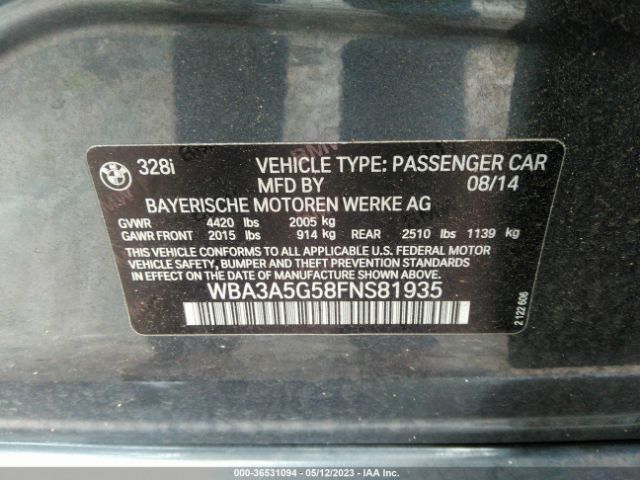 BMW
328i VEHICLE TYPE: PASSENGER CAR
MFD BY 08/14
BAYERISCHE MOTOREN WERKE AG
GVWR 4420 lbs 2005 kg
GAWR FRONT 2015 lbs 914 kg REAR 2510 lbs 1139 kg
THIS VEHICLE CONFORMS TO ALL APPLICABLE U.S. FEDERAL MOTOR
VEHICLE SAFETY, BUMPER, AND THEFT PREVENTION STANDARDS IN
EFFECT ON THE DATE OF MANUFACTURE SHOWN ABOVE.
WBA3A5G58FNS81935
2 122 606
000-36531094 - 05/12/2023 - IAA Inc.